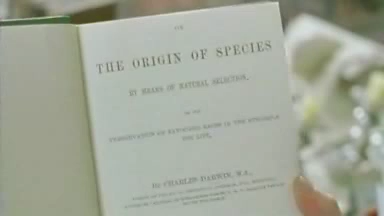 ON
THE ORIGIN OF SPECIES
BY MEANS OF NATURAL SELECTION,
OR THE
PRESERVATION OF FAVOURED RACES IN THE STRUGGLE
FOR LIFE.
BY CHARLES DARWIN, M.A.,